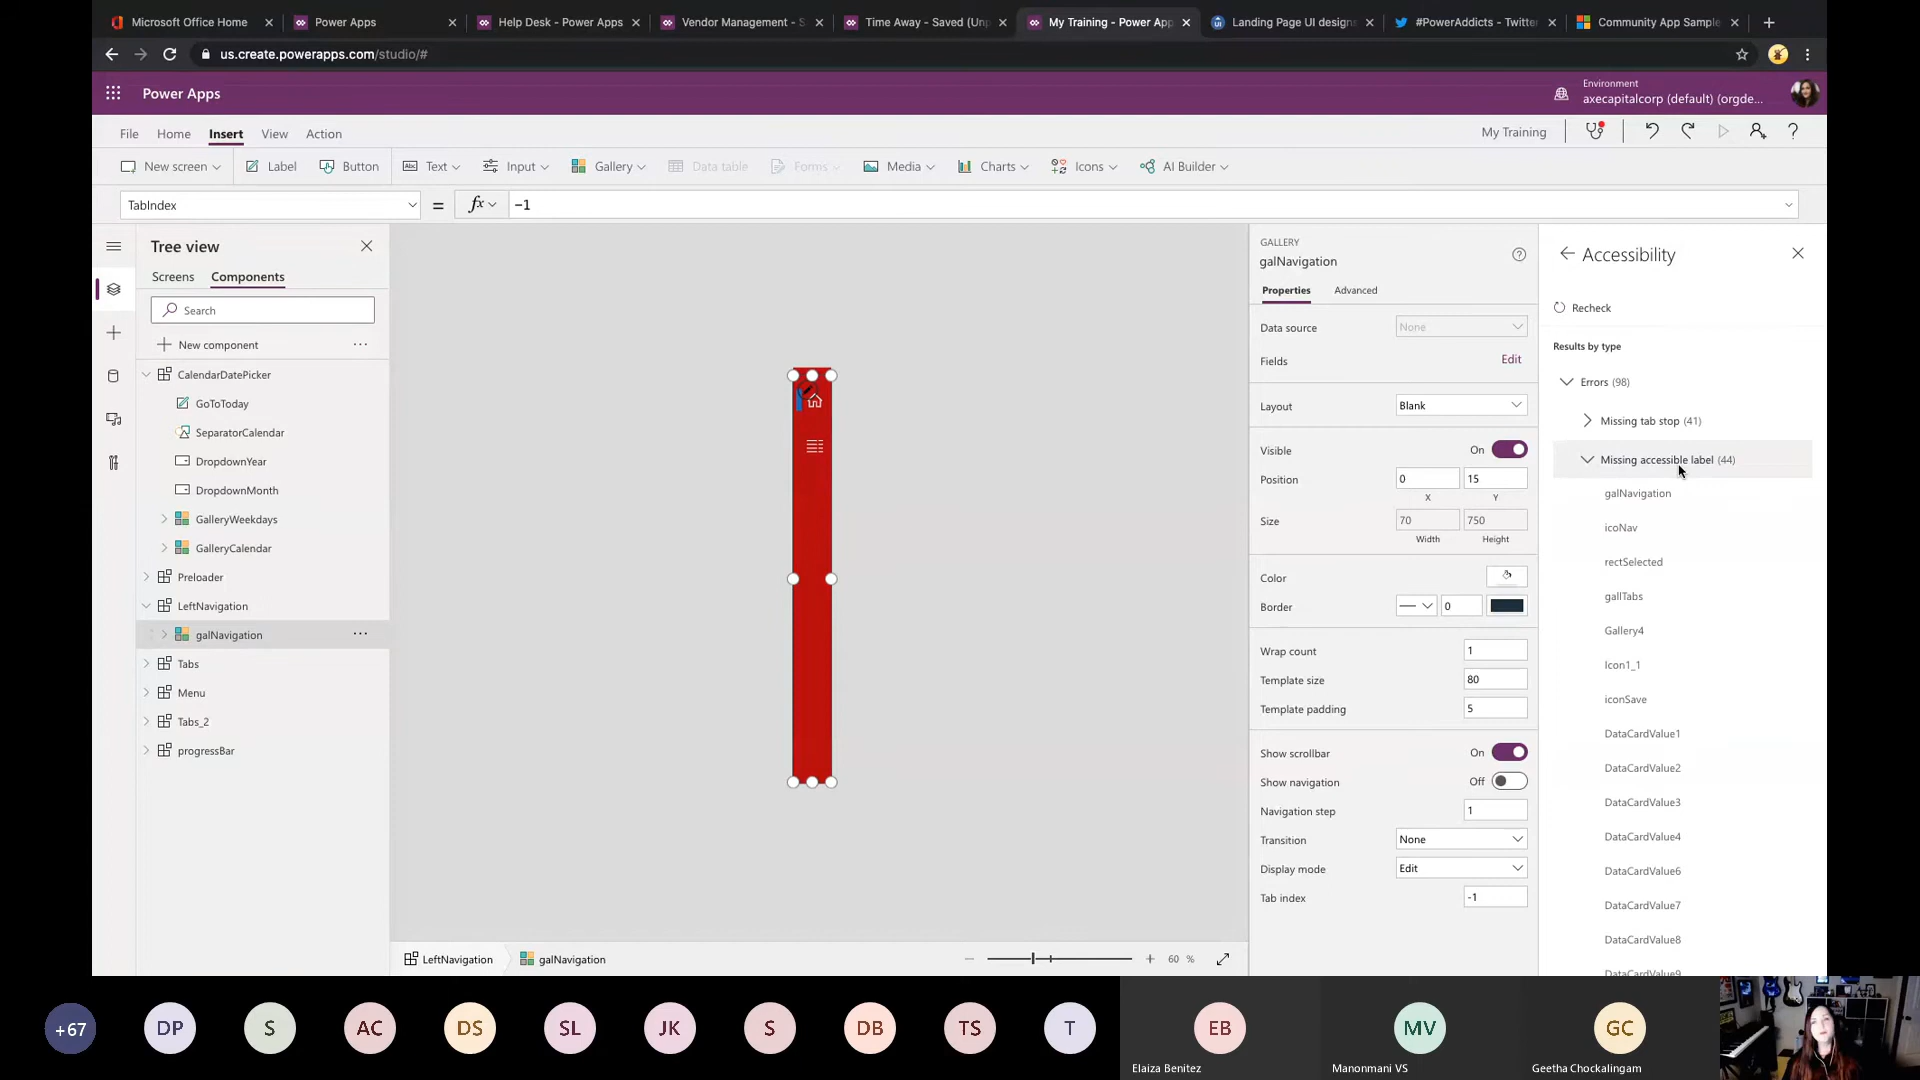 Microsoft Office Home
Power Apps
Help Desk - Power Apps
Vendor Management - S
Time Away - Saved (Unp
My Training - Power App
Landing Page UI designs
#PowerAddicts - Twitter
Community App Sample
us.create.powerapps.com/studio/#
Power Apps
Environment
axecapitalcorp (default) (orgde...
File
Home
Insert
View
Action
My Training
New screen
Label
Button
Abc
Text
Input
Gallery
Data table
Forms
Media
Charts
Icons
AI Builder
TabIndex
=
fx
-1
Tree view
Screens
Components
Search
New component
CalendarDatePicker
GoToToday
SeparatorCalendar
DropdownYear
DropdownMonth
GalleryWeekdays
GalleryCalendar
Preloader
LeftNavigation
galNavigation
Tabs
Menu
Tabs_2
progressBar
LeftNavigation
galNavigation
60 %
GALLERY
galNavigation
Properties
Advanced
Data source
None
Fields
Edit
Layout
Blank
Visible
On
Position
0
15
X
Y
Size
70
750
Width
Height
Color
Border
0
Wrap count
1
Template size
80
Template padding
5
Show scrollbar
On
Show navigation
Off
Navigation step
1
Transition
None
Display mode
Edit
Tab index
-1
Accessibility
Recheck
Results by type
Errors (98)
Missing tab stop (41)
Missing accessible label (44)
galNavigation
icoNav
rectSelected
gallTabs
Gallery4
Icon1_1
iconSave
DataCardValue1
DataCardValue2
DataCardValue3
DataCardValue4
DataCardValue6
DataCardValue7
DataCardValue8
DataCardValue9
+67
DP
S
AC
DS
SL
JK
S
DB
TS
T
EB
Elaiza Benitez
MV
Manonmani VS
GC
Geetha Chockalingam